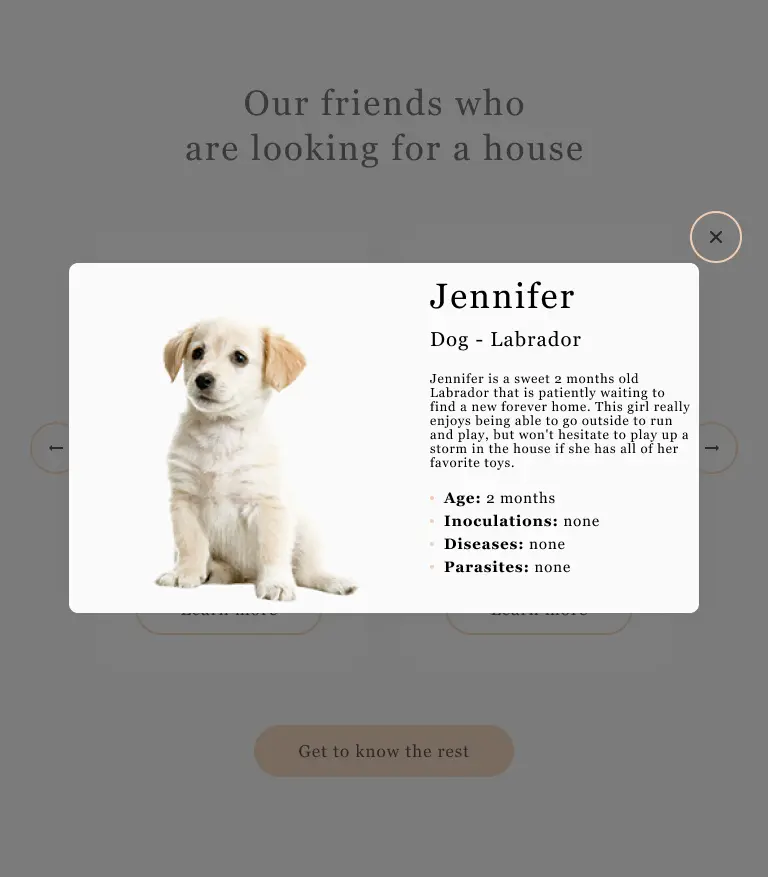 Our friends who
are looking for a house
Jennifer
Dog - Labrador
Jennifer is a sweet 2 months old
Labrador that is patiently waiting to
find a new forever home. This girl really
enjoys being able to go outside to run
and play, but won't hesitate to play up a
storm in the house if she has all of her
favorite toys.
Age: 2 months
Inoculations: none
Diseases: none
Parasites: none
Learn more
Learn more
Get to know the rest